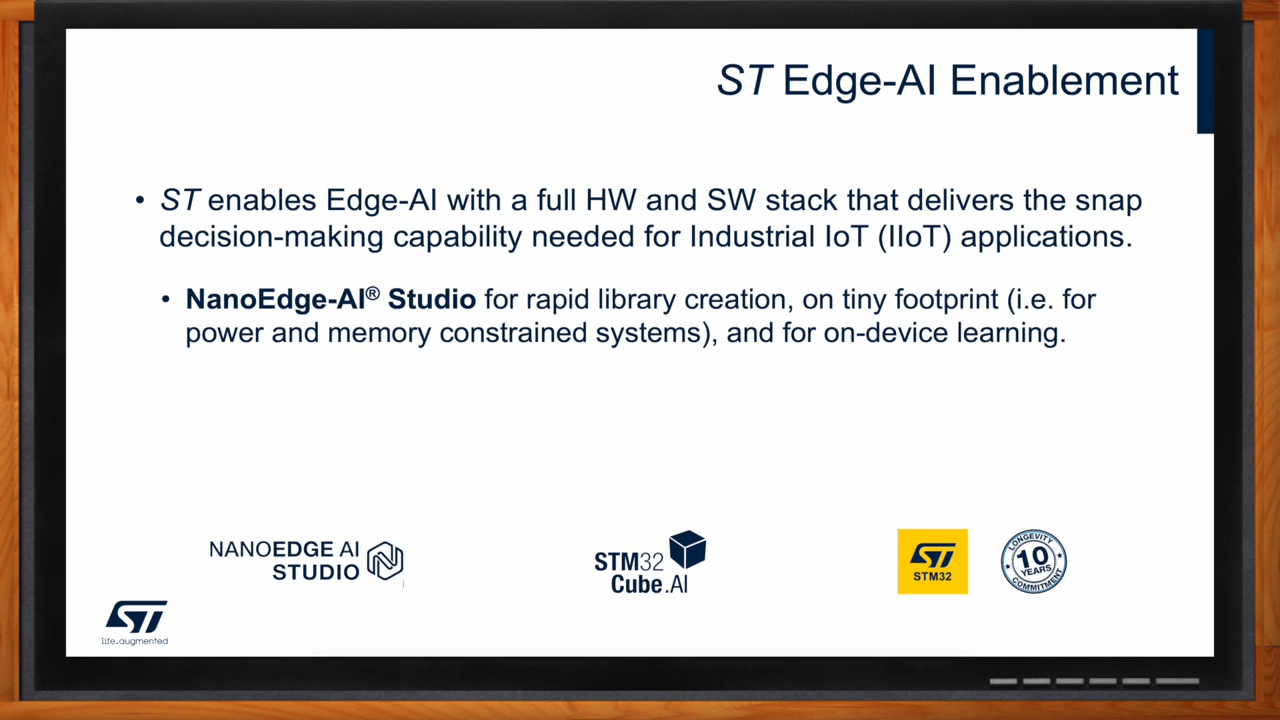 ST Edge-AI Enablement
• ST enables Edge-AI with a full HW and SW stack that delivers the snap
decision-making capability needed for Industrial IoT (IIoT) applications.
• NanoEdge-AI® Studio for rapid library creation, on tiny footprint (i.e. for
power and memory constrained systems), and for on-device learning.
NANOEDGE AI
STUDIO
STM32
Cube.AI
ST
STM32
LONGEVITY
10
YEARS
COMMITMENT
ST
life.augmented